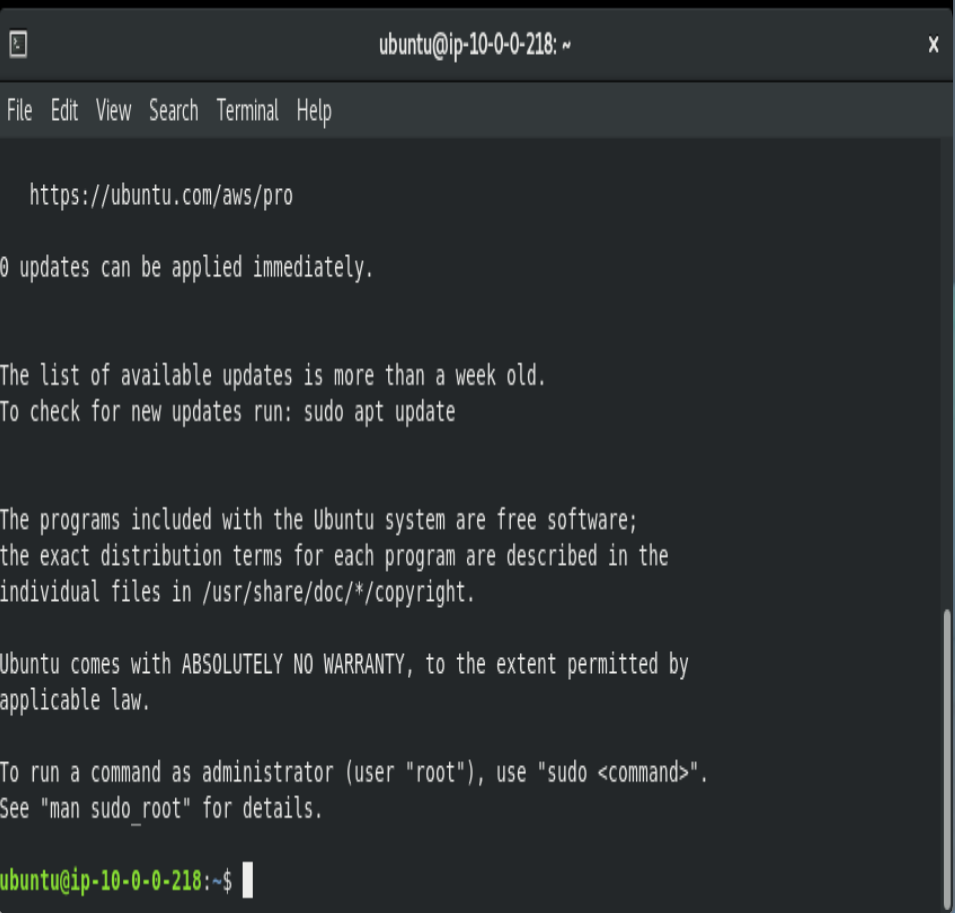 ubuntu@ip-10-0-0-218: ~ x
File Edit View Search Terminal Help
https://ubuntu.com/aws/pro
0 updates can be applied immediately.
The list of available updates is more than a week old.
To check for new updates run: sudo apt update
The programs included with the Ubuntu system are free software;
the exact distribution terms for each program are described in the
individual files in /usr/share/doc/*/copyright.
Ubuntu comes with ABSOLUTELY NO WARRANTY, to the extent permitted by
applicable law.
To run a command as administrator (user "root"), use "sudo <command>".
See "man sudo_root" for details.
ubuntu@ip-10-0-0-218:~$